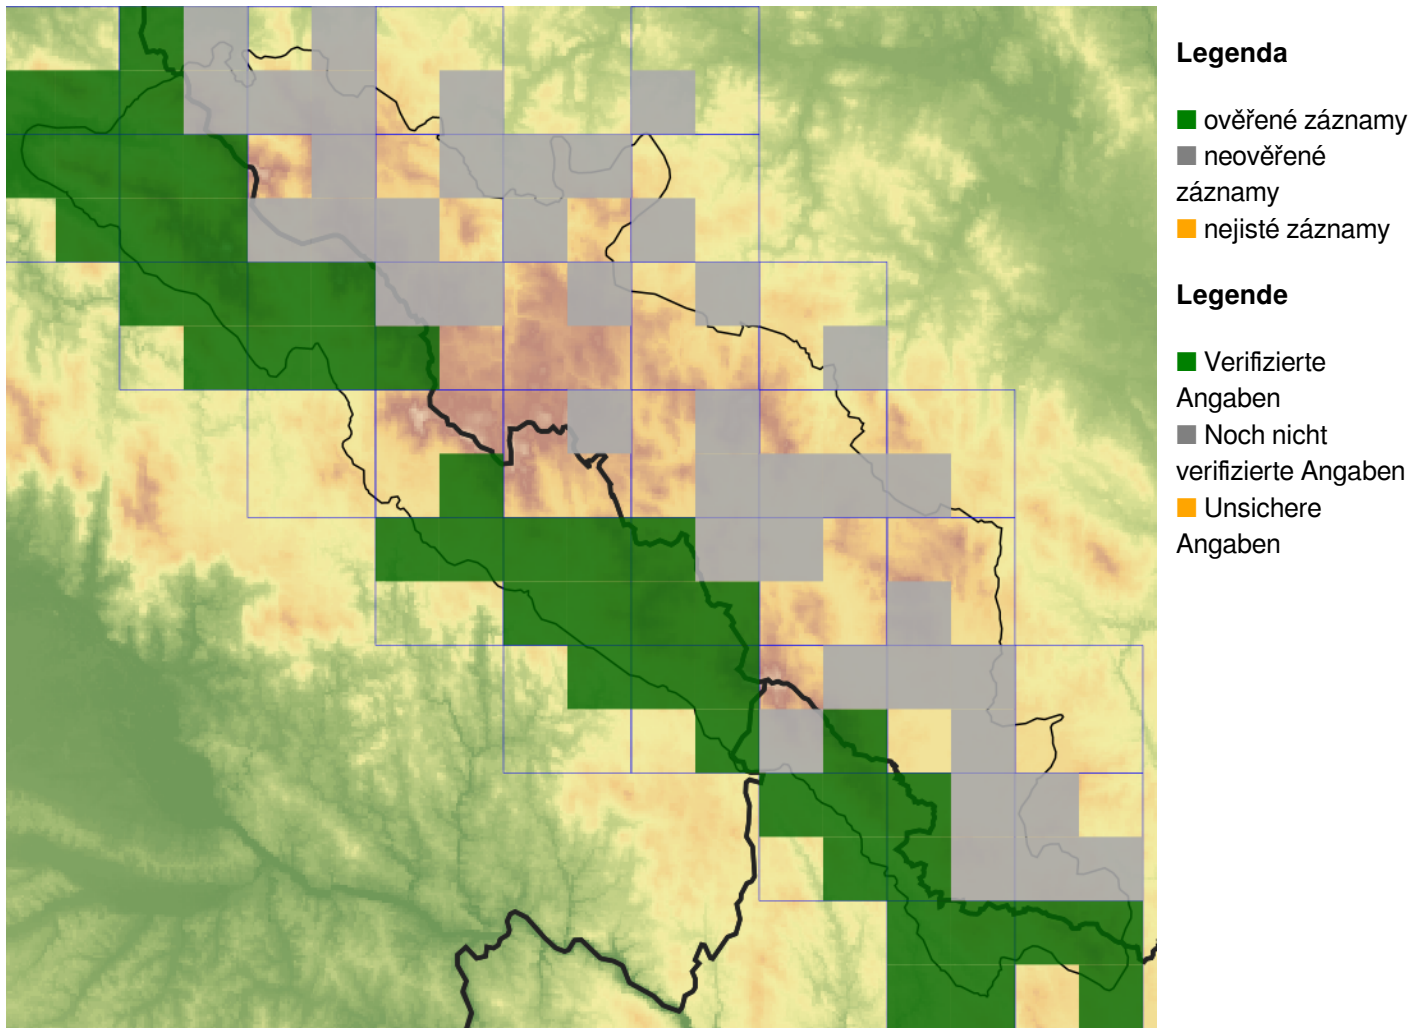 Legenda
ověřené záznamy
neověřené
záznamy
nejisté záznamy
Legende
Verifizierte
Angaben
Noch nicht
verifizierte Angaben
Unsichere
Angaben